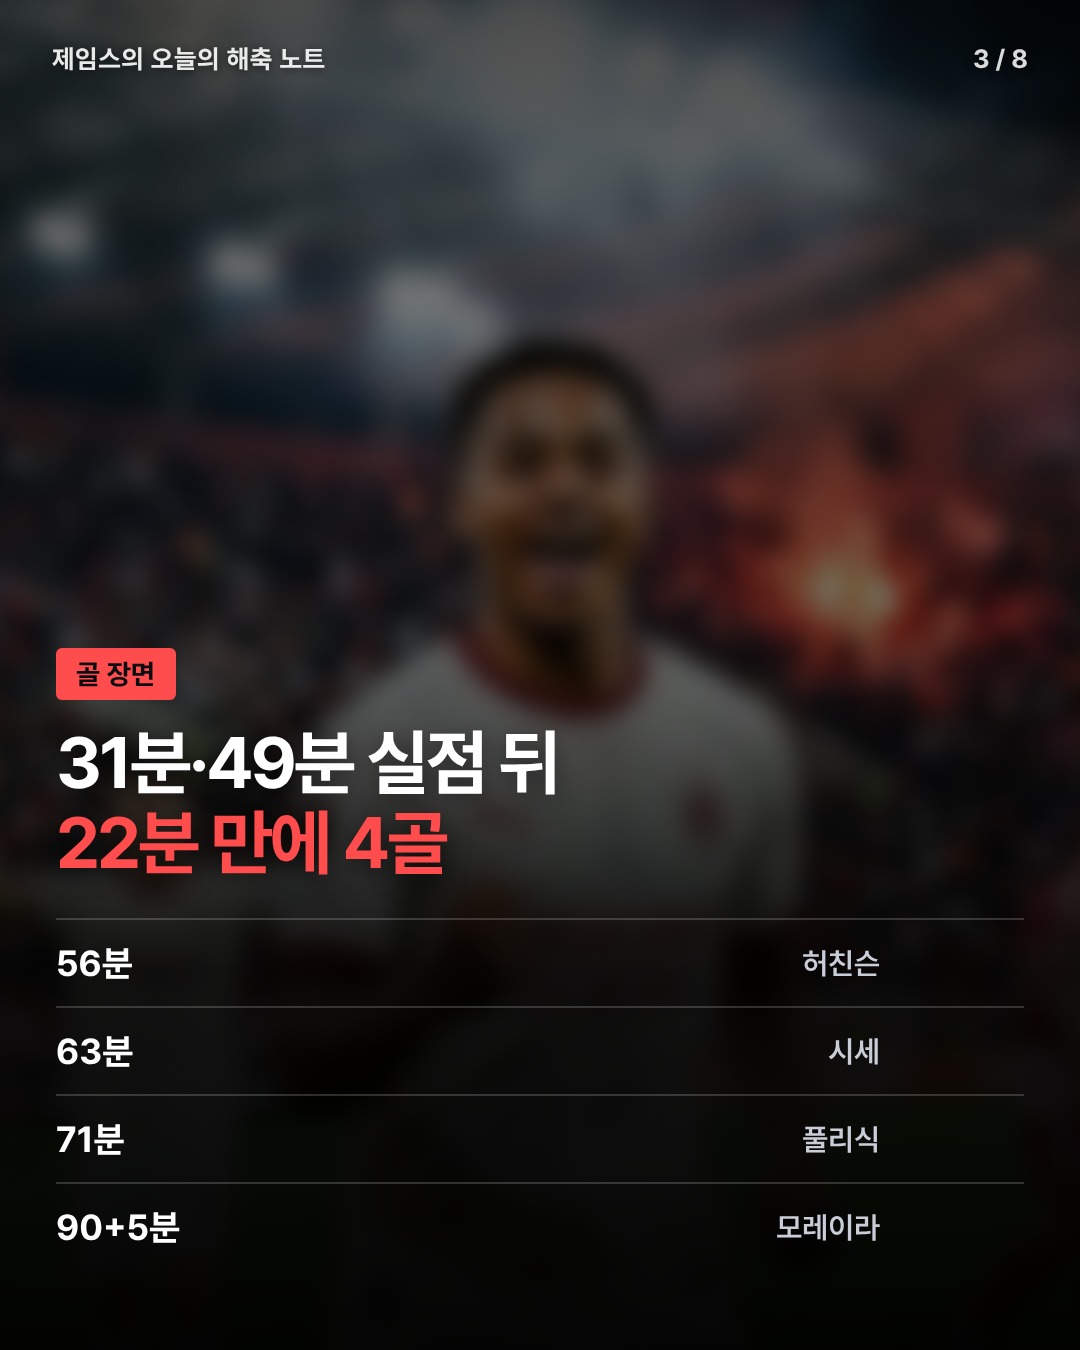 제임스의 오늘의 해축 노트
3 / 8
골 장면
31분·49분 실점 뒤
22분 만에 4골
56분 허친슨
63분 시세
71분 풀리식
90+5분 모레이라